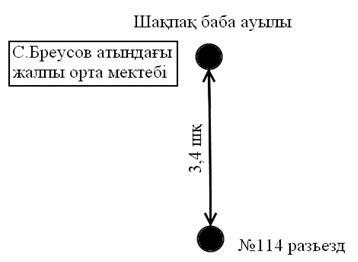 Шақпақ баба ауылы
С.Бреусов атындағы
жалпы орта мектебі
3,4 шқ
№114 разъезд